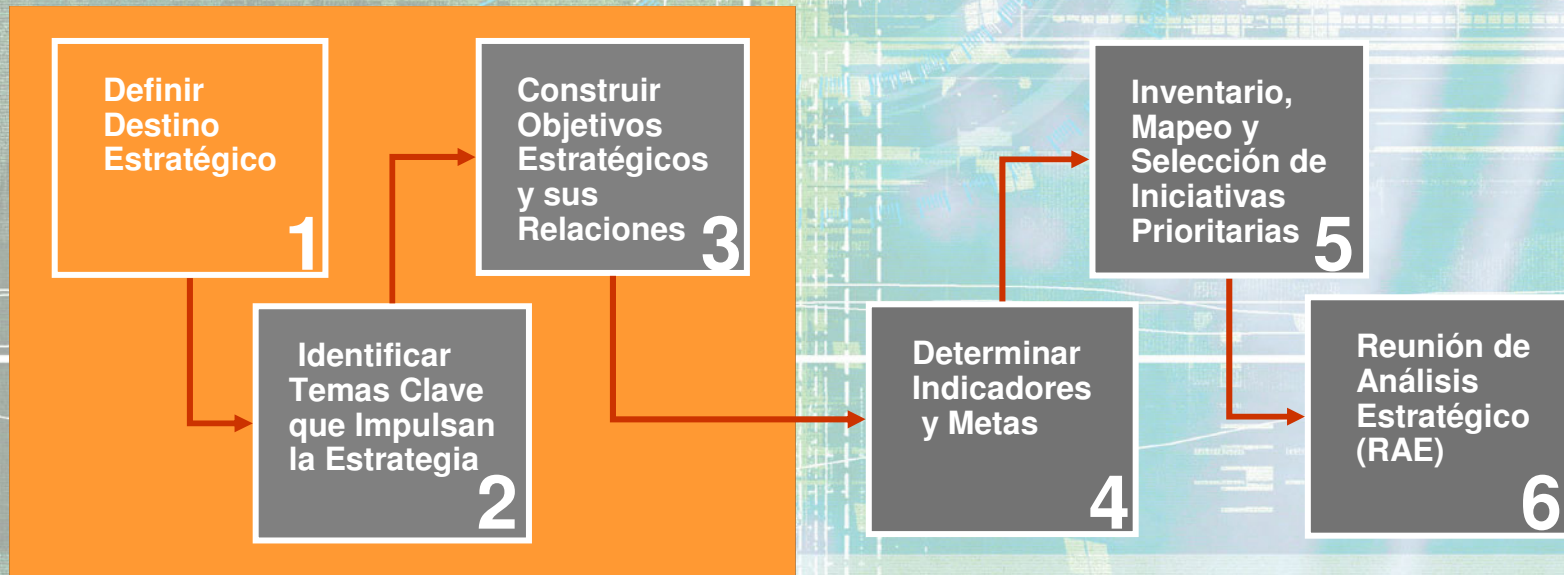 Definir
Destino
Estratégico
1
Identificar
Temas Clave
que Impulsan
la Estrategia
2
Construir
Objetivos
Estratégicos
y sus
Relaciones
3
Determinar
Indicadores
y Metas
4
Inventario,
Mapeo y
Selección de
Iniciativas
Prioritarias
5
Reunión de
Análisis
Estratégico
(RAE)
6